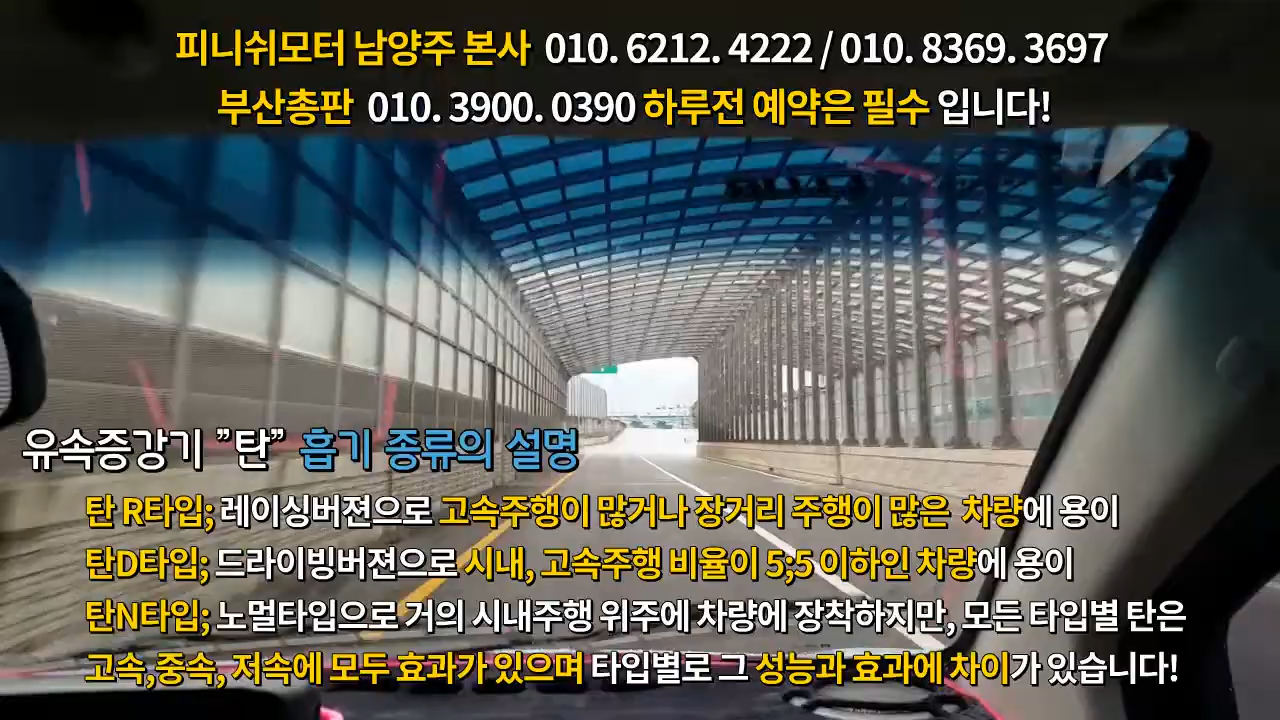 피니쉬모터 남양주 본사 010. 6212. 4222 / 010. 8369. 3697
부산총판 010. 3900. 0390 하루전 예약은 필수 입니다!
유속증강기 "탄" 흡기 종류의 설명
탄 R타입; 레이싱버젼으로 고속주행이 많거나 장거리 주행이 많은 차량에 용이
탄D타입; 드라이빙버젼으로 시내, 고속주행 비율이 5;5 이하인 차량에 용이
탄N타입; 노멀타입으로 거의 시내주행 위주에 차량에 장착하지만, 모든 타입별 탄은
고속,중속, 저속에 모두 효과가 있으며 타입별로 그 성능과 효과에 차이가 있습니다!